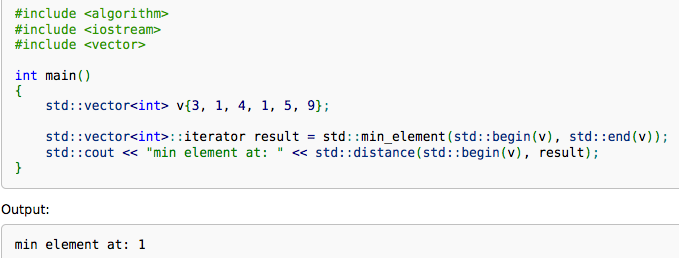 #include <algorithm>
#include <iostream>
#include <vector>
int main()
{
    std::vector<int> v{3, 1, 4, 1, 5, 9};
    std::vector<int>::iterator result = std::min_element(std::begin(v), std::end(v));
    std::cout << "min element at: " << std::distance(std::begin(v), result);
}
Output:
min element at: 1